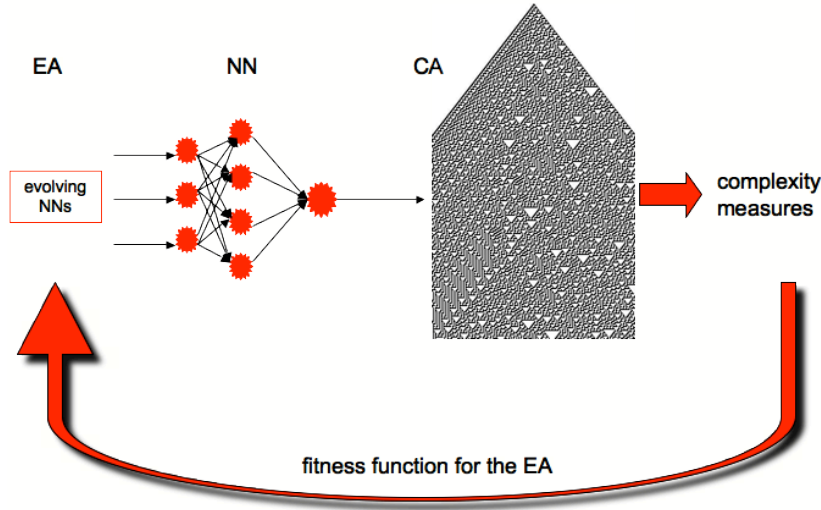 EA
NN
CA
evolving
NNs
complexity
measures
fitness function for the EA